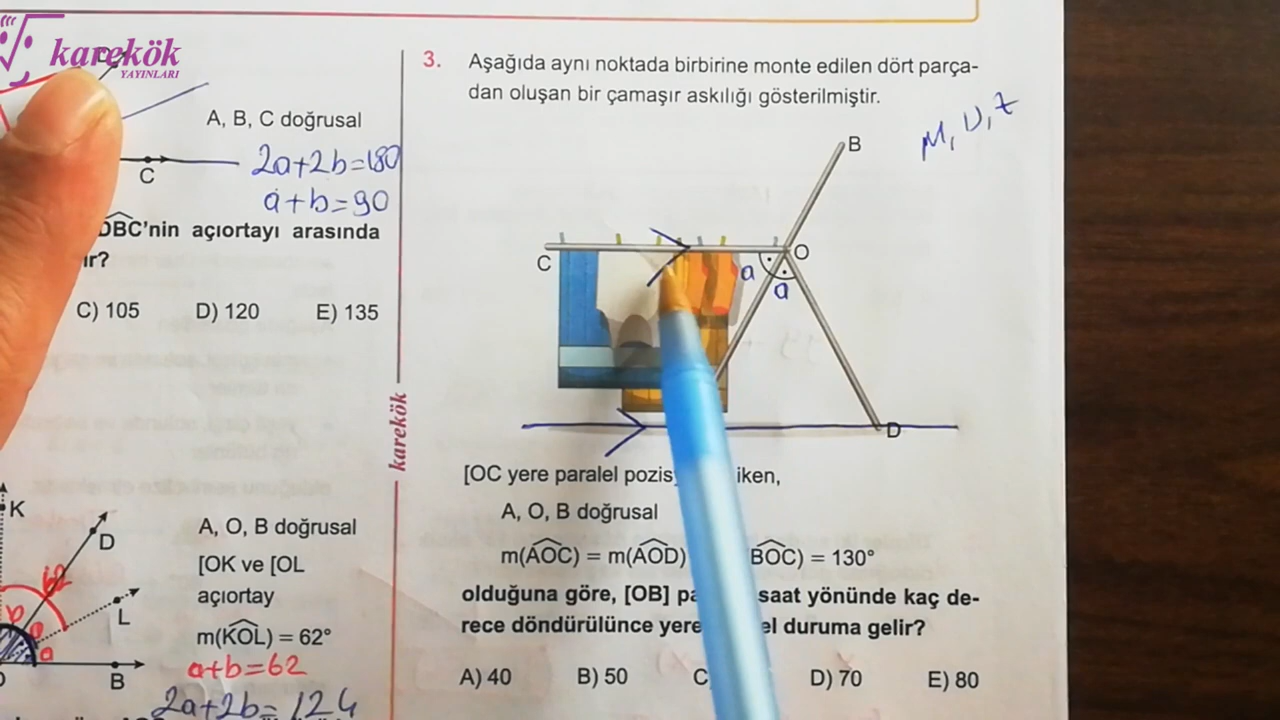 karekök
YAYINLARI
A, B, C doğrusal
2a+2b=180
a+b=90
C
DBC'nin açıortayı arasında
ır?
C) 105 D) 120 E) 135
K
D
L
B
A, O, B doğrusal
[OK ve [OL
açıortay
m(KOL) = 62°
a+b=62
2a+2b=124
karekök
3. Aşağıda aynı noktada birbirine monte edilen dört parça-
dan oluşan bir çamaşır askılığı gösterilmiştir.
M, U, Z
B
C
O
a
a
D
[OC yere paralel iken,
A, O, B doğrusal
m(AOC) = m(AOD) BOC) = 130°
olduğuna göre, [OB] saat yönünde kaç de-
rece döndürülünce yere duruma gelir?
A) 40 B) 50 C D) 70 E) 80